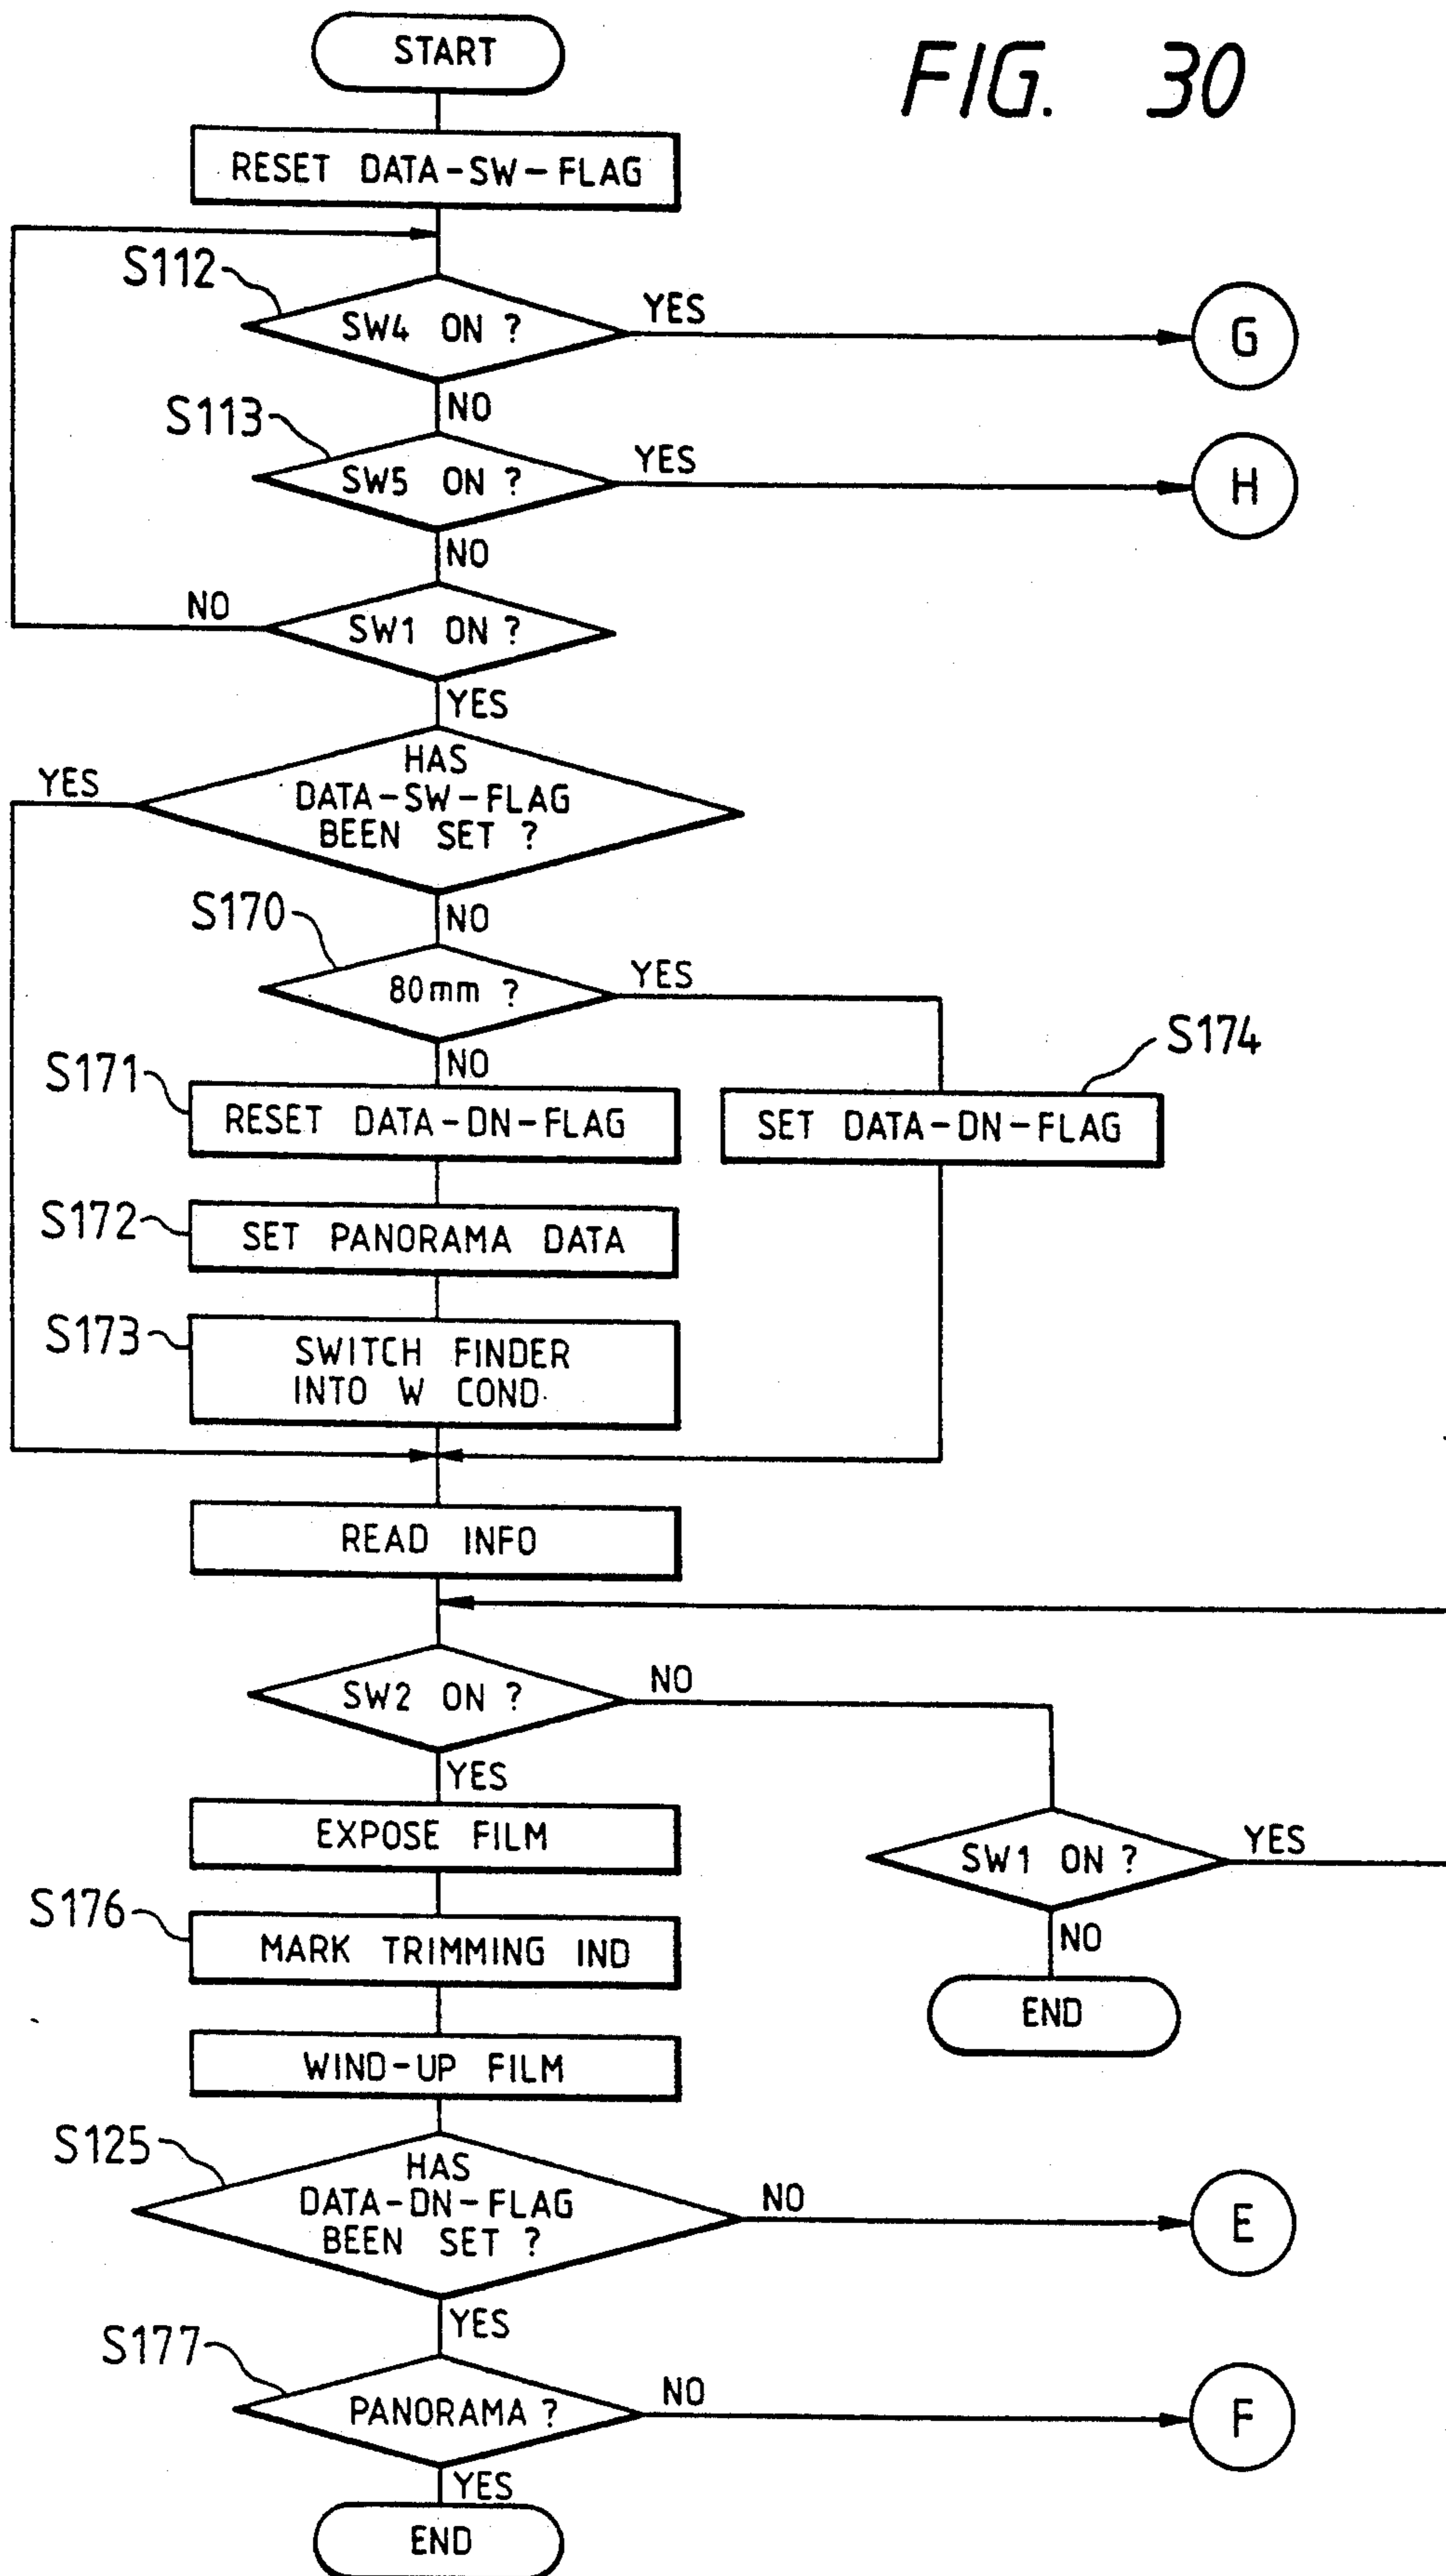 START
FIG. 30
RESET DATA-SW-FLAG
S112
SW4 ON ?
YES
G
NO
S113
SW5 ON ?
YES
H
NO
NO
SW1 ON ?
YES
YES
HAS
DATA-SW-FLAG
BEEN SET ?
NO
S170
80mm ?
YES
NO
S171
RESET DATA-DN-FLAG
S174
SET DATA-DN-FLAG
S172
SET PANORAMA DATA
S173
SWITCH FINDER
INTO W COND.
READ INFO
SW2 ON ?
NO
YES
EXPOSE FILM
SW1 ON ?
YES
NO
END
S176
MARK TRIMMING IND
WIND-UP FILM
S125
HAS
DATA-DN-FLAG
BEEN SET ?
NO
E
YES
S177
PANORAMA ?
NO
F
YES
END